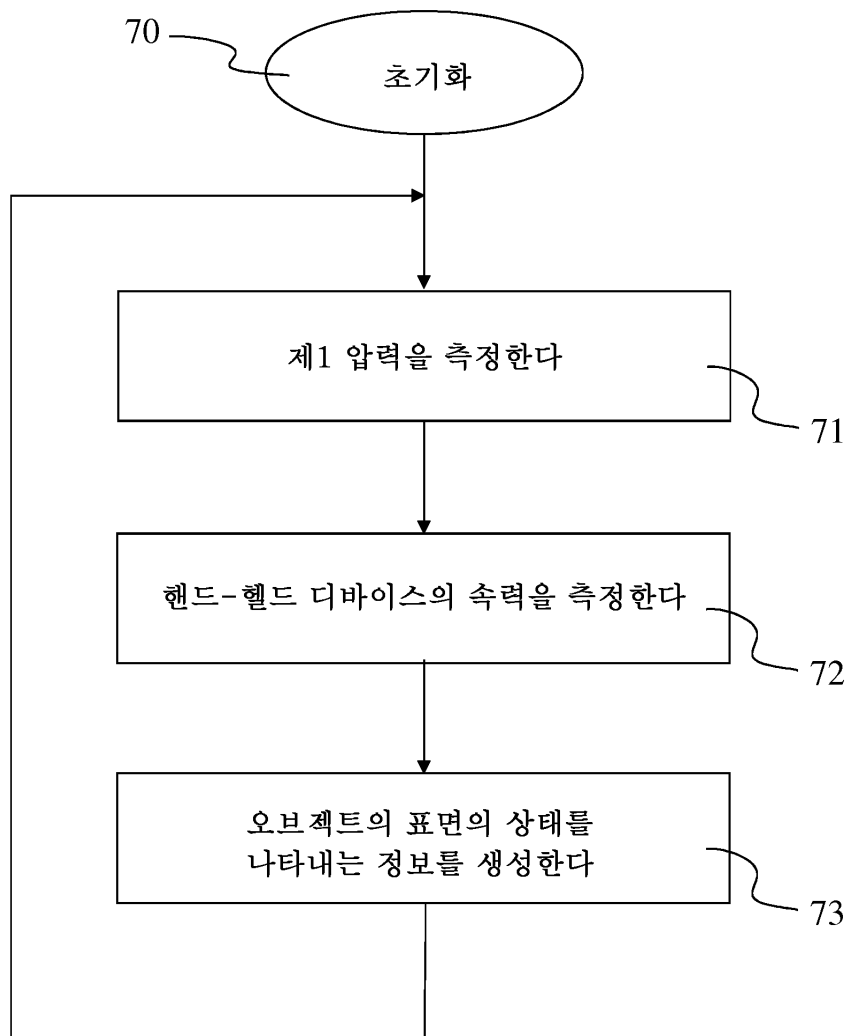 70
초기화
제1 압력을 측정한다
71
핸드-헬드 디바이스의 속력을 측정한다
72
오브젝트의 표면의 상태를
나타내는 정보를 생성한다
73